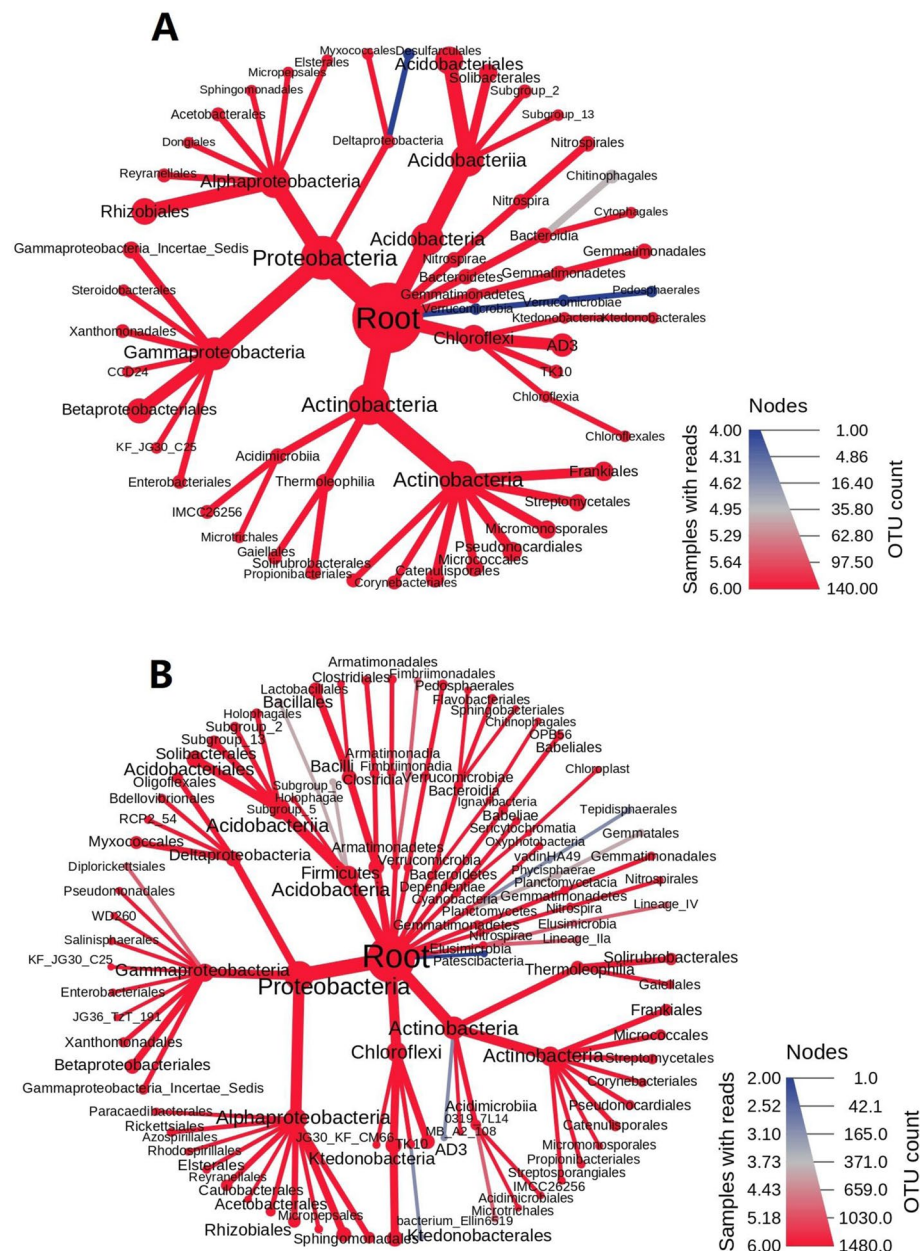 A
MyxococcalesDesulfarculales
Elsterales
Acidobacteriales
Micropepsales
Solibacterales
Sphingomonadales
Subgroup_2
Acetobacterales
Subgroup_13
Dongiales
Deltaproteobacteria
Nitrospirales
Acidobacteriia
Reyranellales
Alphaproteobacteria
Chitinophagales
Nitrospira
Rhizobiales
Cytophagales
Bacteroidia
Acidobacteria
Gammaproteobacteria_Incertae_Sedis
Proteobacteria
Nitrospirae
Gemmatimonadales
Bacteroidetes
Gemmatimonadetes
Steroidobacterales
Gemmatimonadetes
Pedosphaerales
Verrucomicrobia
Verrucomicrobiae
Root
Ktedonobacteria
Ktedonobacterales
Xanthomonadales
Chloroflexi
AD3
Gammaproteobacteria
CCD24
TK10
Betaproteobacteriales
Actinobacteria
Chloroflexia
KF_JG30_C25
Chloroflexales
Acidimicrobiia
Enterobacteriales
Thermoleophilia
Actinobacteria
Frankiales
IMCC26256
Streptomycetales
Microtrichales
Micromonosporales
Gaiellales
Pseudonocardiales
Solirubrobacterales
Micrococcales
Propionibacteriales
Catenulisporales
Corynebacteriales
Nodes
4.00 1.00
4.31 4.86
4.62 16.40
4.95 35.80
5.29 62.80
5.64 97.50
6.00 140.00
Samples with reads
OTU count
B
Armatimonadales
Clostridiales
Fimbriimonadales
Lactobacillales
Pedosphaerales
Bacillales
Flavobacteriales
Holophagales
Sphingobacteriales
Subgroup_2
Chitinophagales
Subgroup_13
OPB56
Solibacterales
Babeliales
Acidobacteriales
Armatimonadia
Bacilli
Fimbriimonadia
Chloroplast
Oligoflexales
Clostridia
Verrucomicrobiae
Subgroup_6
Bacteroidia
Bdellovibrionales
Holophagae
Ignavibacteria
Subgroup_5
Tepidisphaerales
RCP2_54
Babeliae
Acidobacteriia
Sericytochromatia
Gemmatales
Myxococcales
Oxyphotobacteria
Armatimonadetes
Deltaproteobacteria
vadinHA49
Gemmatimonadales
Verrucomicrobia
Diplorickettsiales
Firmicutes
Phycisphaerae
Bacteroidetes
Planctomycetacia
Nitrospirales
Acidobacteria
Dependentiae
Pseudomonadales
Gemmatimonadetes
Cyanobacteria
Planctomycetes
Nitrospira
Lineage_IV
WD260
Gemmatimonadetes
Elusimicrobia
Salinisphaerales
Nitrospirae
Lineage_IIa
Elusimicrobia
Root
KF_JG30_C25
Patescibacteria
Solirubrobacterales
Gammaproteobacteria
Thermoleophilia
Proteobacteria
Gaiellales
Enterobacteriales
JG36_TzT_191
Frankiales
Actinobacteria
Xanthomonadales
Micrococcales
Chloroflexi
Actinobacteria
Streptomycetales
Betaproteobacteriales
Corynebacteriales
Gammaproteobacteria_Incertae_Sedis
Pseudonocardiales
Acidimicrobiia
Paracaedibacterales
Alphaproteobacteria
0319_7L14
Catenulisporales
Rickettsiales
MB_A2_108
Azospirillales
JG30_KF_CM66
TK10
Micromonosporales
Rhodospirillales
AD3
Ktedonobacteria
Propionibacteriales
Elsterales
Streptosporangiales
Reyranellales
IMCC26256
Caulobacterales
Acidimicrobiales
Acetobacterales
Microtrichales
Micropepsales
bacterium_Ellin6519
Rhizobiales
Sphingomonadales
Ktedonobacterales
Nodes
2.00 1.0
2.52 42.1
3.10 165.0
3.73 371.0
4.43 659.0
5.18 1030.0
6.00 1480.0
Samples with reads
OTU count